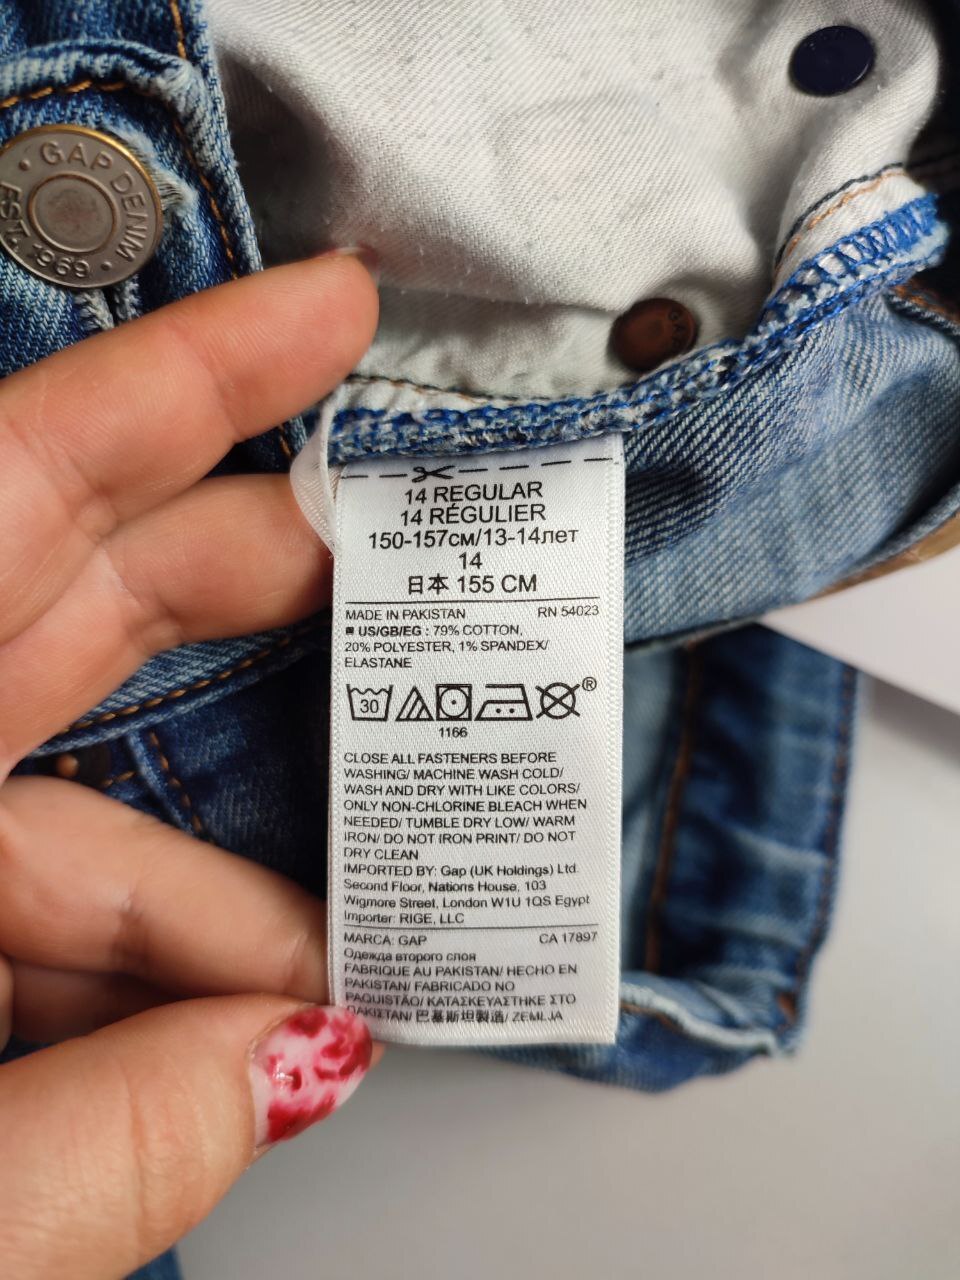 GAP DENIM
EST. 1969
GAP
14 REGULAR
14 RÉGULIER
150-157см/13-14лет
14
日本 155 CM
MADE IN PAKISTAN RN 54023
US/GB/EG : 79% COTTON,
20% POLYESTER, 1% SPANDEX/
ELASTANE
30
®
1166
CLOSE ALL FASTENERS BEFORE
WASHING/ MACHINE WASH COLD/
WASH AND DRY WITH LIKE COLORS/
ONLY NON-CHLORINE BLEACH WHEN
NEEDED/ TUMBLE DRY LOW/ WARM
IRON/ DO NOT IRON PRINT/ DO NOT
DRY CLEAN
IMPORTED BY: Gap (UK Holdings) Ltd.
Second Floor, Nations House, 103
Wigmore Street, London W1U 1QS Egypt
Importer: RIGE, LLC
MARCA: GAP CA 17897
Одежда второго слоя
FABRIQUE AU PAKISTAN/ HECHO EN
PAKISTAN/ FABRICADO NO
PAQUISTÃO/ ΚΑΤΑΣΚΕΥΑΣΤΗΚΕ ΣΤΟ
ΠΑΚΙΣΤΑΝ/ 巴基斯坦製造/ ZEMLJA